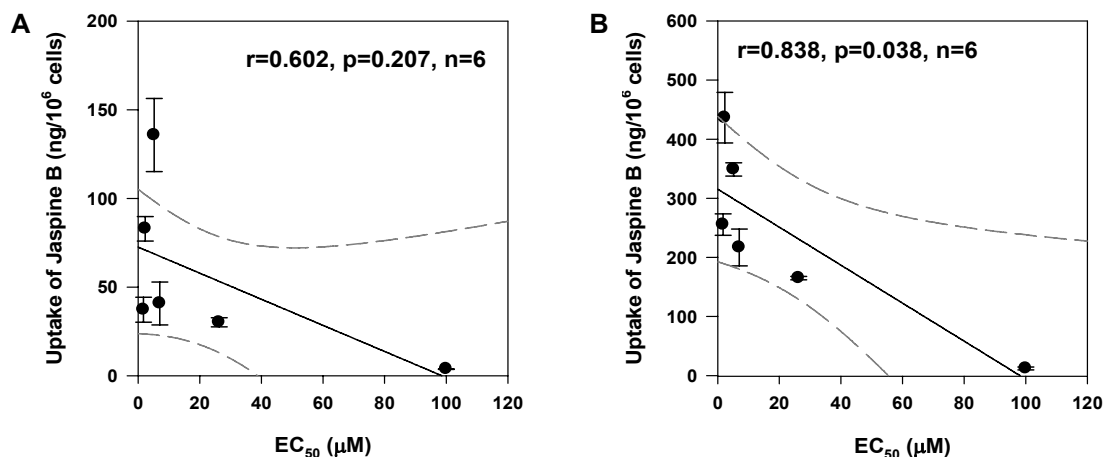 A
r=0.602, p=0.207, n=6
Uptake of Jaspine B (ng/10⁶ cells)
200
150
100
50
0
0 20 40 60 80 100 120
EC₅₀ (μM)
B
r=0.838, p=0.038, n=6
Uptake of Jaspine B (ng/10⁶ cells)
600
500
400
300
200
100
0
0 20 40 60 80 100 120
EC₅₀ (μM)